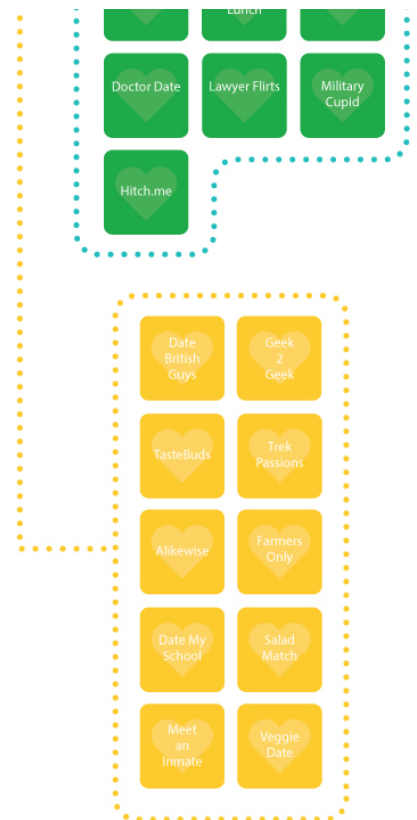 Lunch
Doctor Date
Lawyer Flirts
Military
Cupid
Hitch.me
Date
British
Guys
Geek
2
Geek
TasteBuds
Trek
Passions
Alikewise
Farmers
Only
Date My
School
Salad
Match
Meet
an
Inmate
Veggie
Date